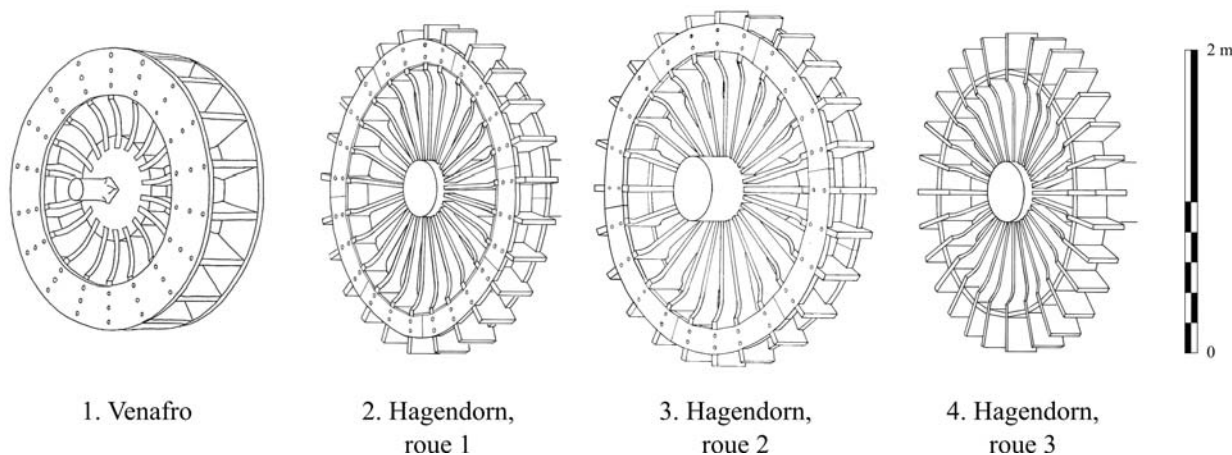 2 m
0
1. Venafro
2. Hagendorn,
roue 1
3. Hagendorn,
roue 2
4. Hagendorn,
roue 3